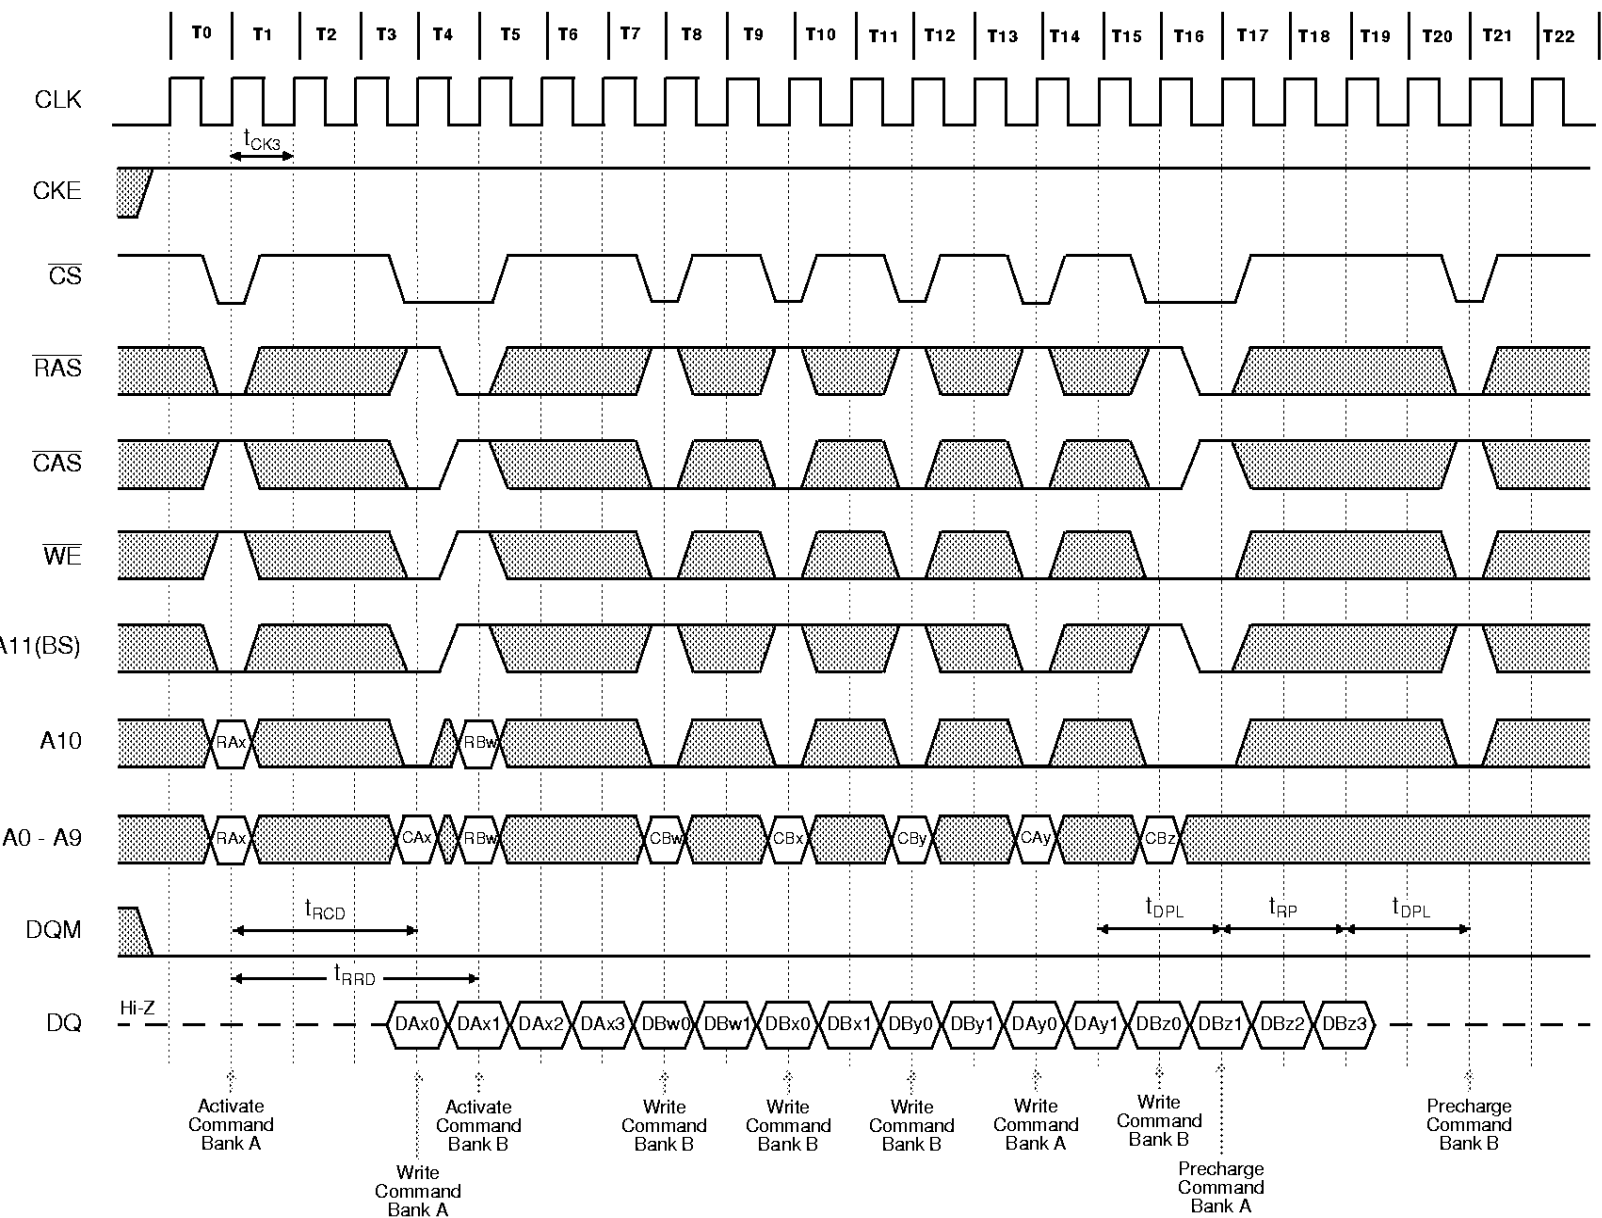 T0 T1 T2 T3 T4 T5 T6 T7 T8 T9 T10 T11 T12 T13 T14 T15 T16 T17 T18 T19 T20 T21 T22
CLK
tCK3
CKE
CS
RAS
CAS
WE
A11(BS)
A10 RAx RBw
A0 - A9 RAx CAx RBw CBw CBx CBy CAy CBz
DQM tRCD tDPL tRP tDPL
tRRD
DQ Hi-Z DAx0 DAx1 DAx2 DAx3 DBw0 DBw1 DBx0 DBx1 DBy0 DBy1 DAy0 DAy1 DBz0 DBz1 DBz2 DBz3
Activate
Command
Bank A
Write
Command
Bank A
Activate
Command
Bank B
Write
Command
Bank B
Write
Command
Bank B
Write
Command
Bank B
Write
Command
Bank A
Write
Command
Bank B
Precharge
Command
Bank A
Precharge
Command
Bank B